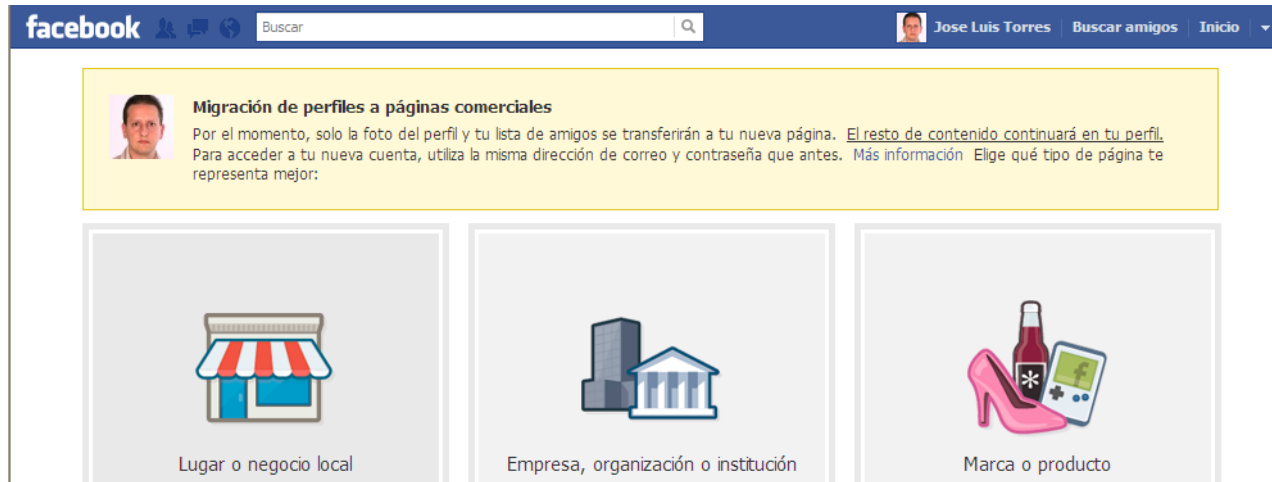 facebook Buscar Jose Luis Torres Buscar amigos Inicio
Migración de perfiles a páginas comerciales
Por el momento, solo la foto del perfil y tu lista de amigos se transferirán a tu nueva página. El resto de contenido continuará en tu perfil.
Para acceder a tu nueva cuenta, utiliza la misma dirección de correo y contraseña que antes. Más información Elige qué tipo de página te
representa mejor:
Lugar o negocio local Empresa, organización o institución Marca o producto